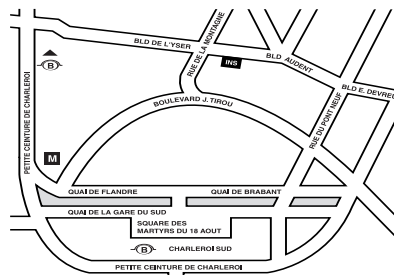 BLD DE L'YSER
RUE DE LA MONTAGNE
INS
BLD AUDENT
BLD E. DEVREU
B
PETITE CEINTURE DE CHARLEROI
BOULEVARD J. TIROU
RUE DU PONT NEUF
M
QUAI DE FLANDRE
QUAI DE BRABANT
QUAI DE LA GARE DU SUD
SQUARE DES
MARTYRS DU 18 AOUT
B
CHARLEROI SUD
PETITE CEINTURE DE CHARLEROI